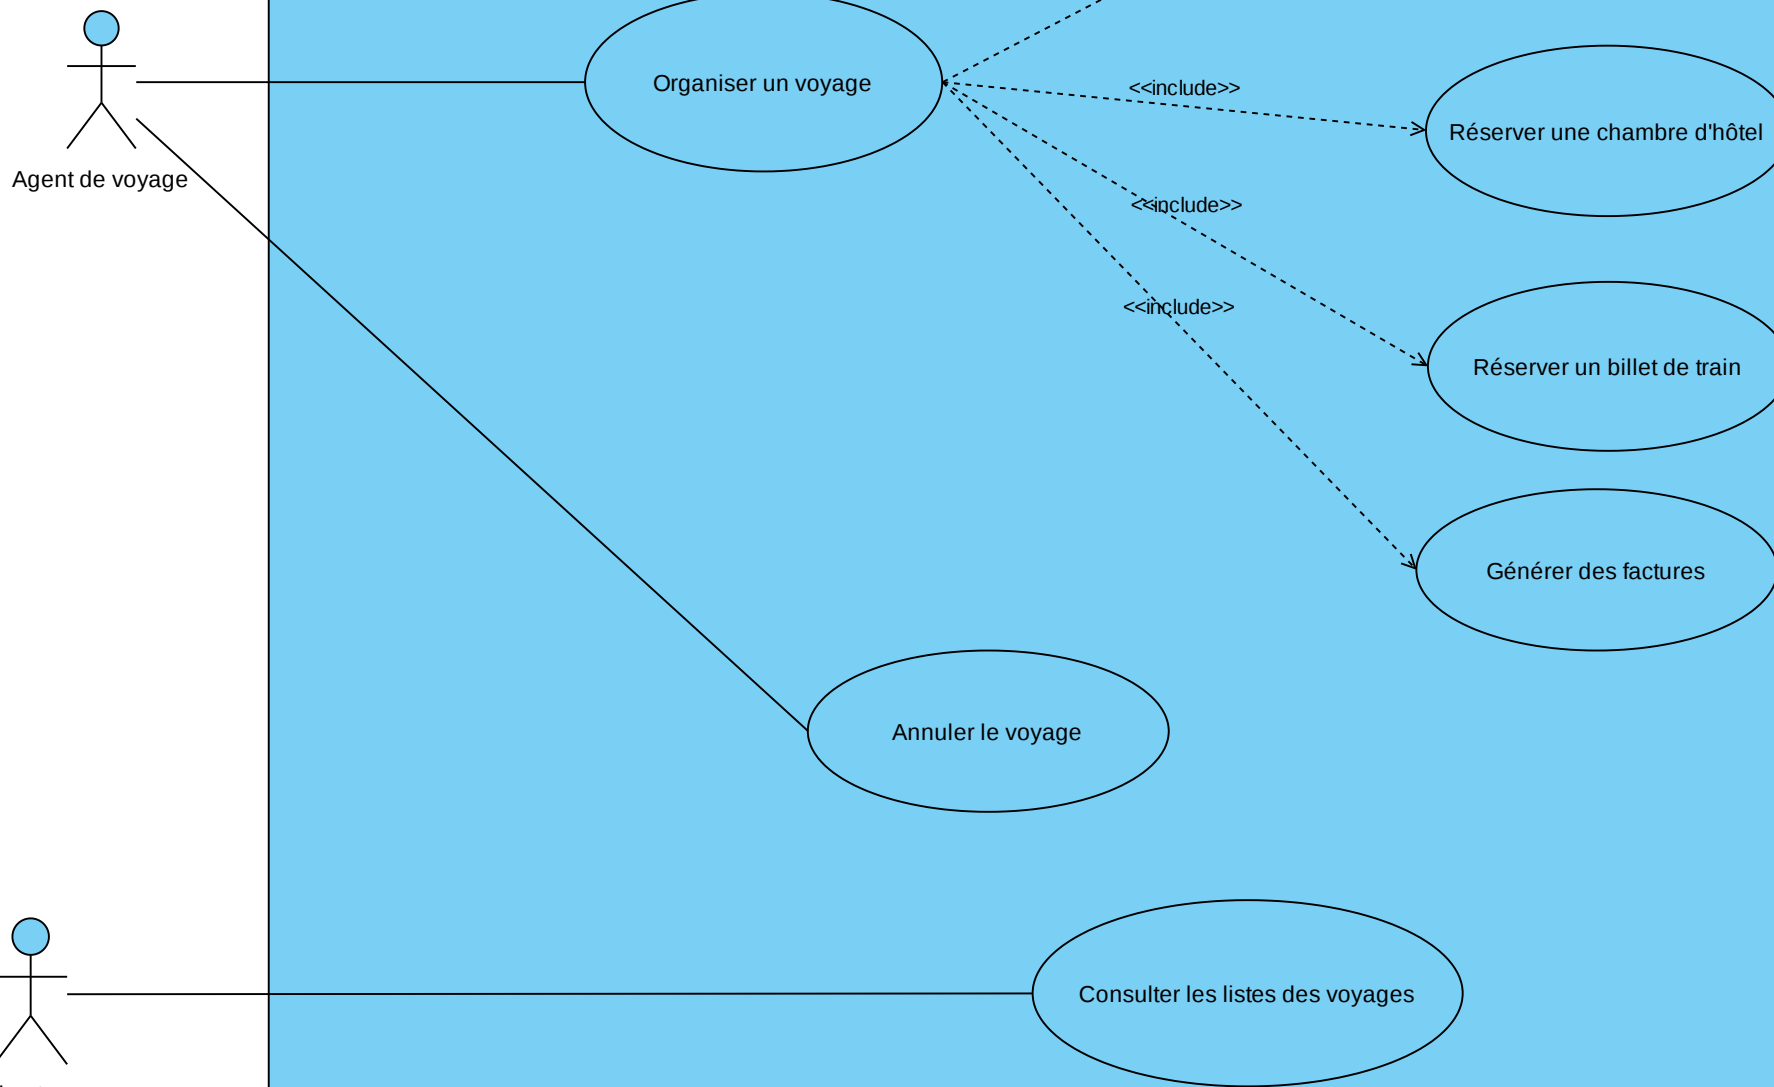 Organiser un voyage
<<include>>
Réserver une chambre d'hôtel
Agent de voyage
<<include>>
<<include>>
Réserver un billet de train
Générer des factures
Annuler le voyage
Consulter les listes des voyages